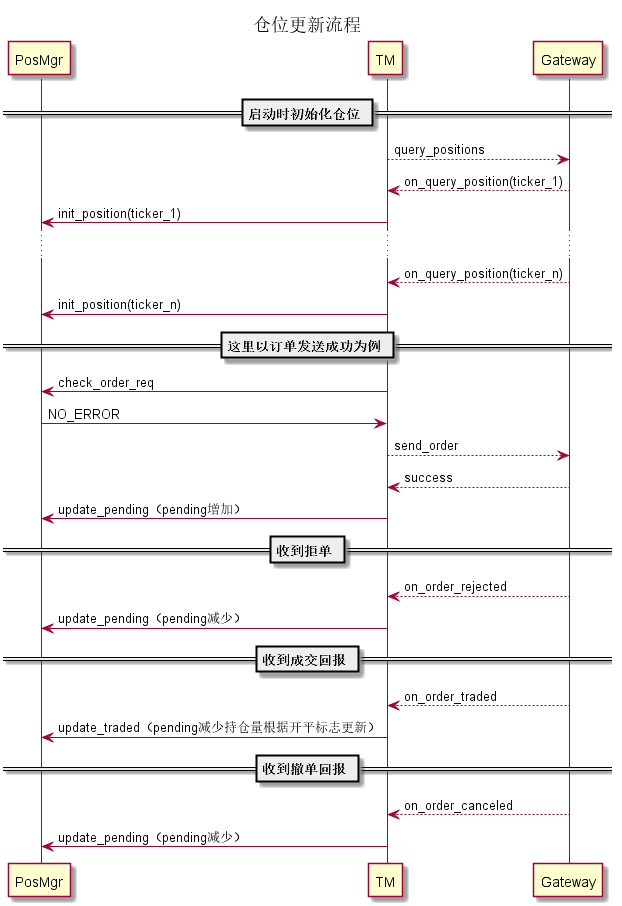 仓位更新流程
PosMgr TM Gateway
启动时初始化仓位
query_positions
on_query_position(ticker_1)
init_position(ticker_1)
on_query_position(ticker_n)
init_position(ticker_n)
这里以订单发送成功为例
check_order_req
NO_ERROR
send_order
success
update_pending（pending增加）
收到拒单
on_order_rejected
update_pending（pending减少）
收到成交回报
on_order_traded
update_traded（pending减少持仓量根据开平标志更新）
收到撤单回报
on_order_canceled
update_pending（pending减少）
PosMgr TM Gateway